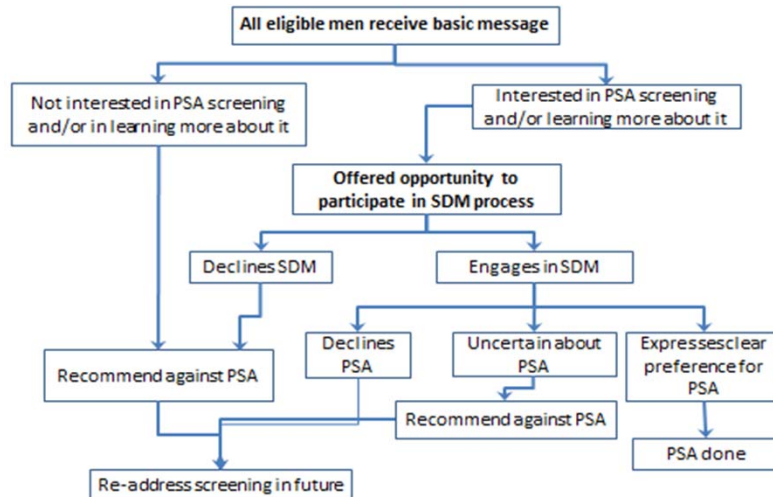 All eligible men receive basic message
Not interested in PSA screening
and/or in learning more about it
Interested in PSA screening
and/or learning more about it
Offered opportunity to
participate in SDM process
Declines SDM
Engages in SDM
Declines
PSA
Uncertain about
PSA
Expressesclear
preference for
PSA
Recommend against PSA
Recommend against PSA
PSA done
Re-address screening in future